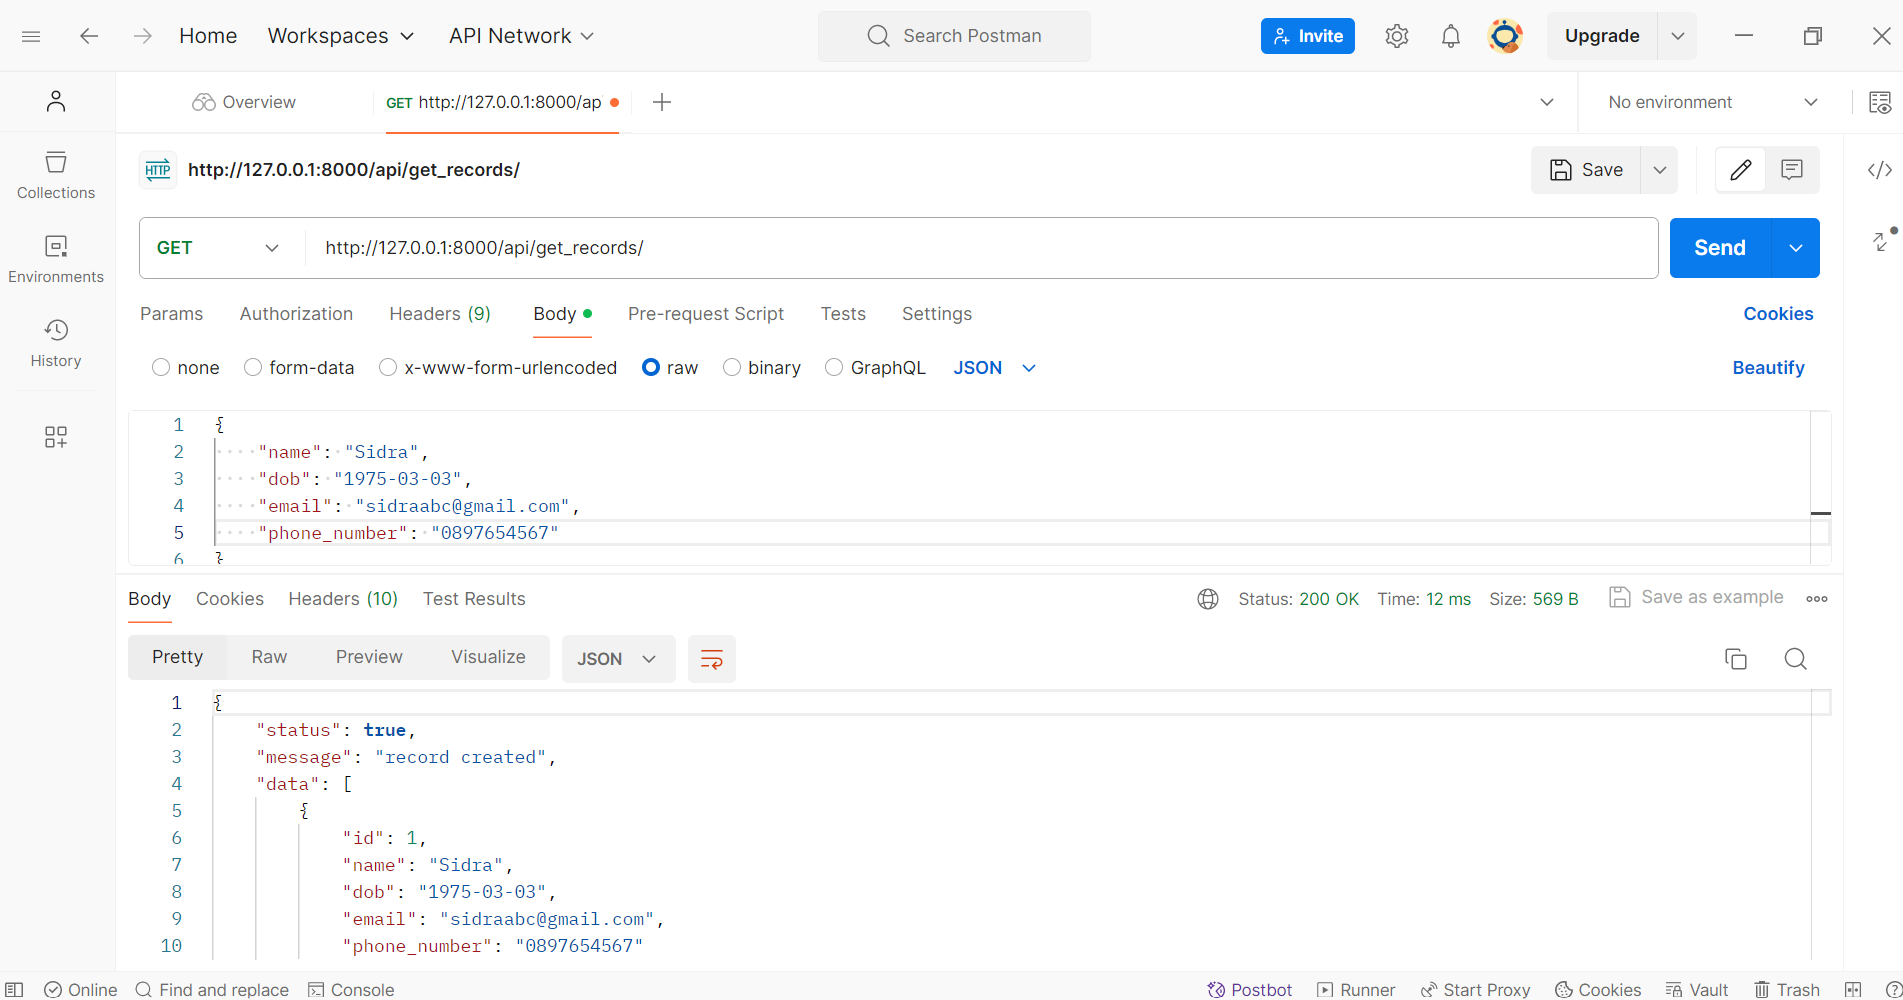 Home Workspaces API Network Search Postman Invite Upgrade
Overview GET http://127.0.0.1:8000/ap No environment
HTTP http://127.0.0.1:8000/api/get_records/ Save
Collections
Environments
History
GET http://127.0.0.1:8000/api/get_records/ Send
Params Authorization Headers (9) Body Pre-request Script Tests Settings Cookies
none form-data x-www-form-urlencoded raw binary GraphQL JSON Beautify
1 {
2 "name": "Sidra",
3 "dob": "1975-03-03",
4 "email": "sidraabc@gmail.com",
5 "phone_number": "0897654567"
6 }
Body Cookies Headers (10) Test Results Status: 200 OK Time: 12 ms Size: 569 B Save as example
Pretty Raw Preview Visualize JSON
1 {
2 "status": true,
3 "message": "record created",
4 "data": [
5 {
6 "id": 1,
7 "name": "Sidra",
8 "dob": "1975-03-03",
9 "email": "sidraabc@gmail.com",
10 "phone_number": "0897654567"
Online Find and replace Console Postbot Runner Start Proxy Cookies Vault Trash